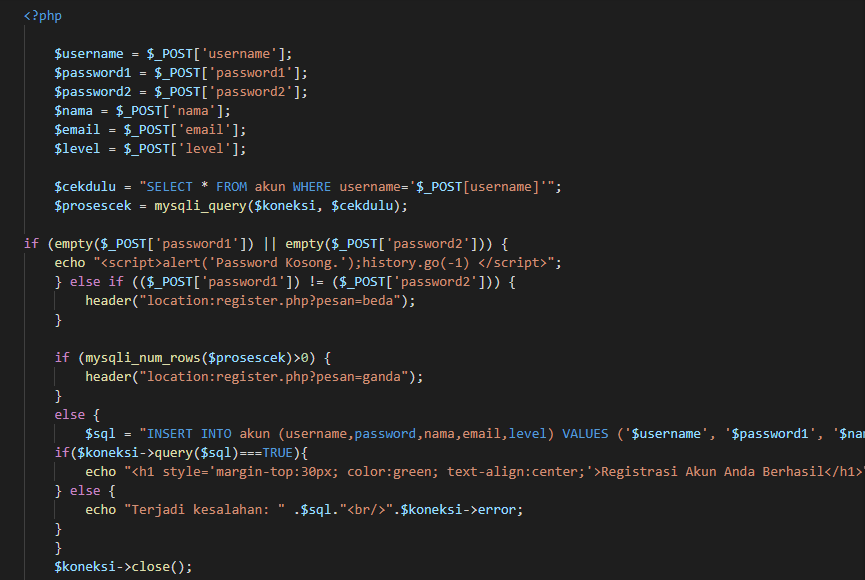 <?php
$username = $_POST['username'];
$password1 = $_POST['password1'];
$password2 = $_POST['password2'];
$nama = $_POST['nama'];
$email = $_POST['email'];
$level = $_POST['level'];
$cekdulu = "SELECT * FROM akun WHERE username='$_POST[username]'";
$prosescek = mysqli_query($koneksi, $cekdulu);
if (empty($_POST['password1']) || empty($_POST['password2'])) {
echo "<script>alert('Password Kosong.');history.go(-1) </script>";
} else if (($_POST['password1']) != ($_POST['password2'])) {
header("location:register.php?pesan=beda");
}
if (mysqli_num_rows($prosescek)>0) {
header("location:register.php?pesan=ganda");
}
else {
$sql = "INSERT INTO akun (username,password,nama,email,level) VALUES ('$username', '$password1', '$na
if($koneksi->query($sql)===TRUE){
echo "<h1 style='margin-top:30px; color:green; text-align:center;'>Registrasi Akun Anda Berhasil</h1>
} else {
echo "Terjadi kesalahan: " .$sql."<br/>".$koneksi->error;
}
}
$koneksi->close();